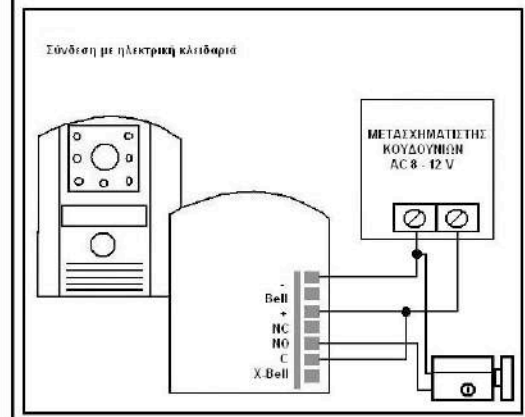 Σύνδεση με ηλεκτρική κλειδαριά
ΜΕΤΑΣΧΗΜΑΤΙΣΤΗΣ
ΚΟΥΔΟΥΝΙΩΝ
AC 8 - 12 V
-
Bell
+
NC
NO
C
X-Bell